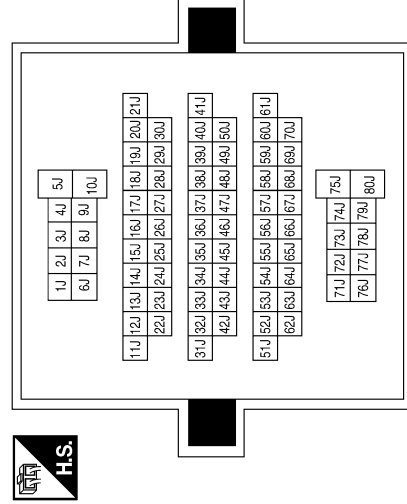 1J 2J 3J 4J 5J
6J 7J 8J 9J 10J
11J 12J 13J 14J 15J 16J 17J 18J 19J 20J 21J
22J 23J 24J 25J 26J 27J 28J 29J 30J
31J 32J 33J 34J 35J 36J 37J 38J 39J 40J 41J
42J 43J 44J 45J 46J 47J 48J 49J 50J
51J 52J 53J 54J 55J 56J 57J 58J 59J 60J 61J
62J 63J 64J 65J 66J 67J 68J 69J 70J
71J 72J 73J 74J 75J
76J 77J 78J 79J 80J
H.S.